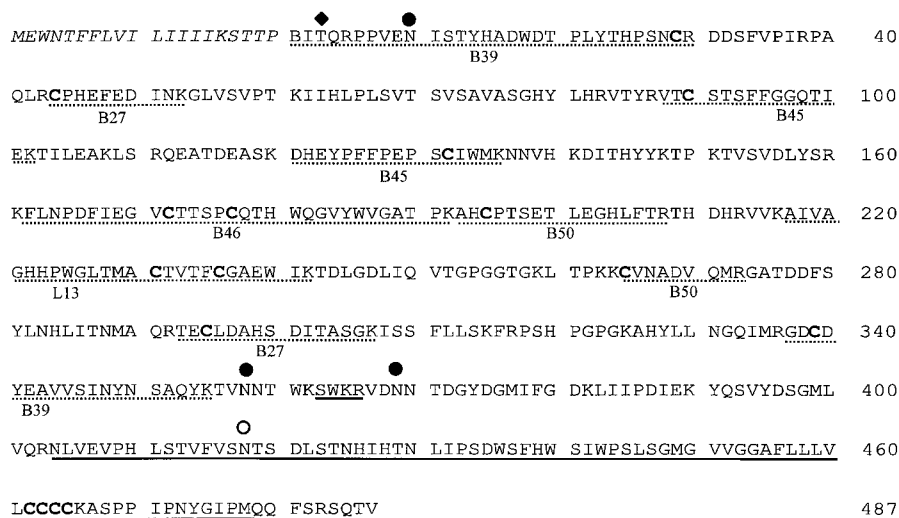 MEWNTFFLVI LIIIIKSTTP BITQRPPVEN ISTYHADWDT PLYTHPSNCR DDSFVPIRPA 40
B39
QLRCPHEFED INKGLVSVPT KIIHLPLSVT SVSAVASGHY LHRVTYRVTC STSFFGGQTI 100
B27 B45
EKTILEAKLS RQEATDEASK DHEYPFFPEP SCIWMKNNVH KDITHYYKTP KTVSVDLYSR 160
B45
KFLNPDFIEG VCTTSPCQTH WQGVYWVGAT PKAHCPTSET LEGHLFTRTH DHRVVKAIVA 220
B46 B50
GHHPWGLTMA CTVTFCGAEW IKTDLGDLIQ VTGPGGTGKL TPKKCVNADV QMRGATDDFS 280
L13 B50
YLNHLITNMA QRTECLDAHS DITASGKISS FLLSKFRPSH PGPGKAHYLL NGQIMRGDCD 340
B27
YEAVVSINYN SAQYKTVNNT WKSWKRVDNN TDGYDGMIFG DKLIIPDIEK YQSVYDSGML 400
B39
VQRNLVEVPH LSTVFVSNTS DLSTNHIHTN LIPSDWSFHW SIWPSLSGMG VVGGAFLLLV 460
LCCCCKASPP IPNYGIPMQQ FSRSQTV 487